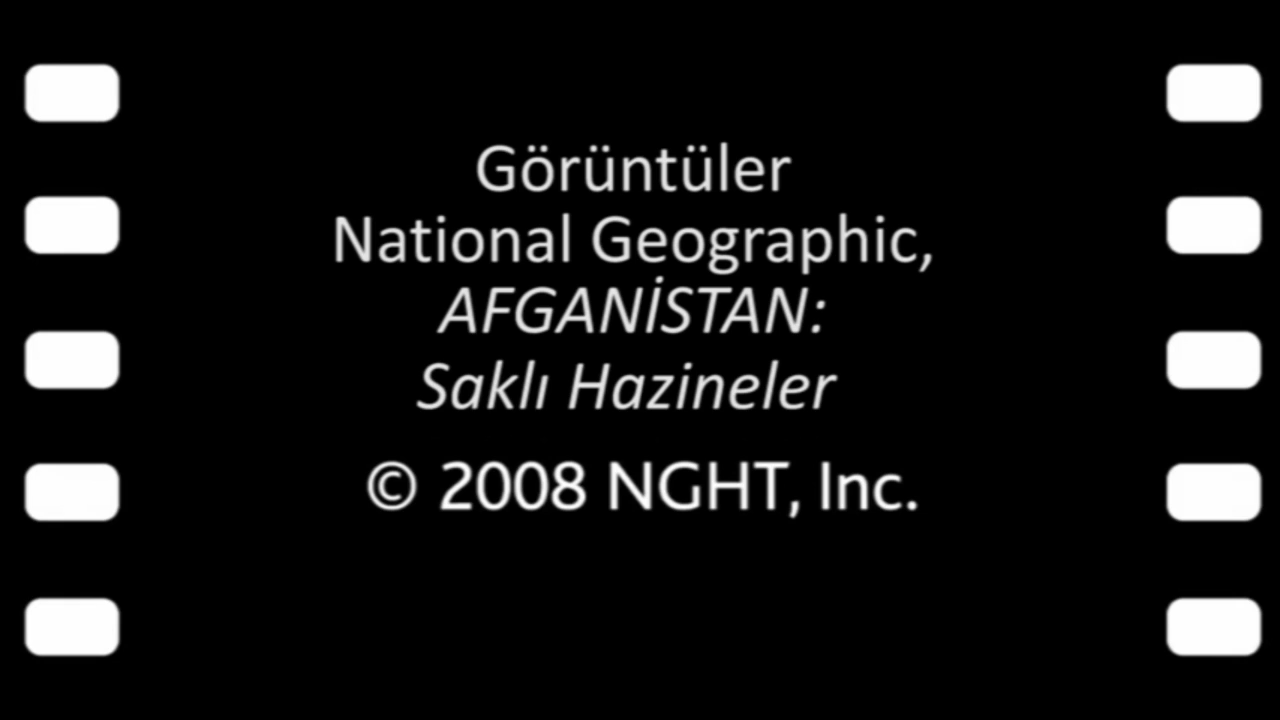 Görüntüler
National Geographic,
AFGANİSTAN:
Saklı Hazineler
© 2008 NGHT, Inc.